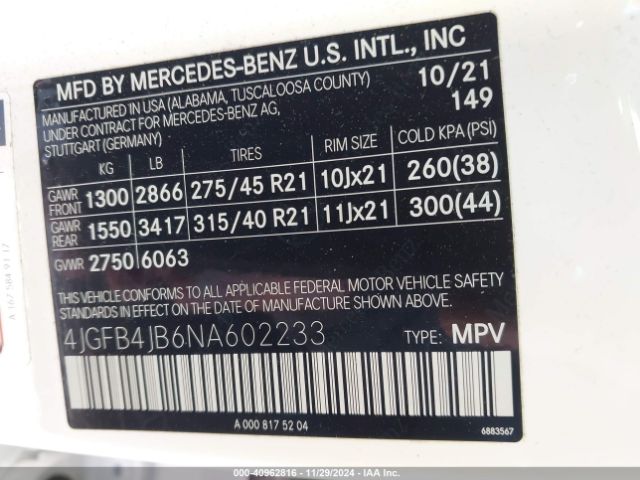 MFD BY MERCEDES-BENZ U.S. INTL., INC
MANUFACTURED IN USA (ALABAMA, TUSCALOOSA COUNTY) 10/21
UNDER CONTRACT FOR MERCEDES-BENZ AG, 149
STUTTGART (GERMANY)
KG LB TIRES RIM SIZE COLD KPA (PSI)
GAWR FRONT 1300 2866 275/45 R21 10Jx21 260(38)
GAWR REAR 1550 3417 315/40 R21 11Jx21 300(44)
GVWR 2750 6063
THIS VEHICLE CONFORMS TO ALL APPLICABLE FEDERAL MOTOR VEHICLE SAFETY
STANDARDS IN EFFECT ON THE DATE OF MANUFACTURE SHOWN ABOVE.
4JGFB4JB6NA602233 TYPE: MPV
A 000 817 52 04
6883567
A 167 584 91 17
000-40962816 - 11/29/2024 - IAA Inc.